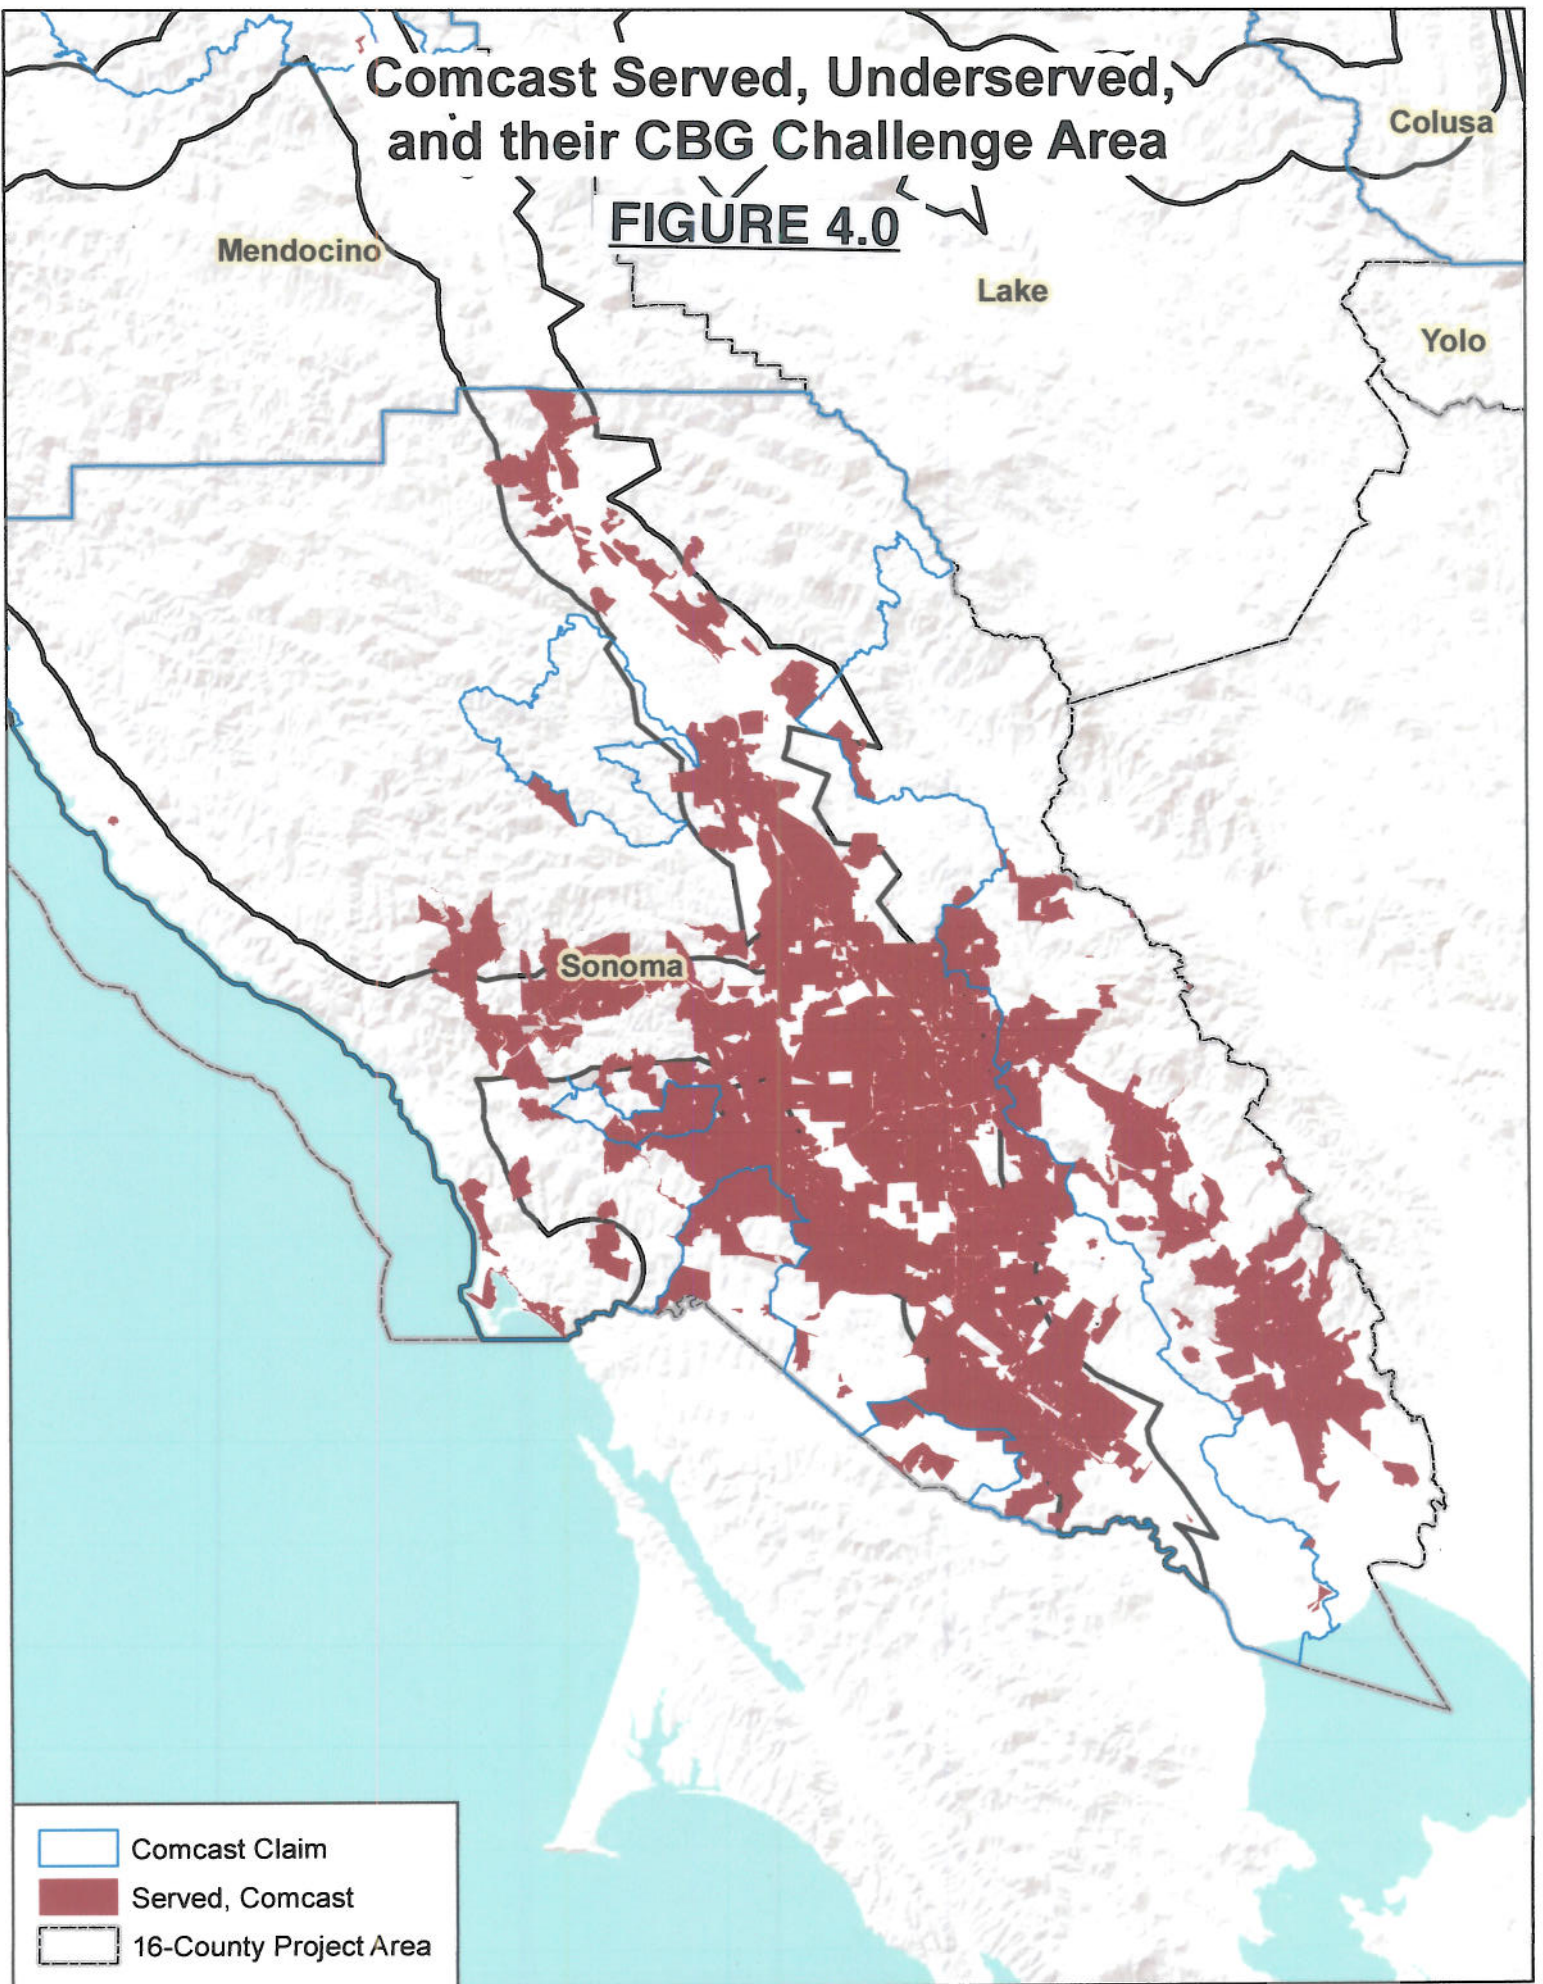 Comcast Served, Underserved,
and their CBG Challenge Area
FIGURE 4.0
Colusa
Mendocino
Lake
Yolo
Sonoma
Comcast Claim
Served, Comcast
16-County Project Area